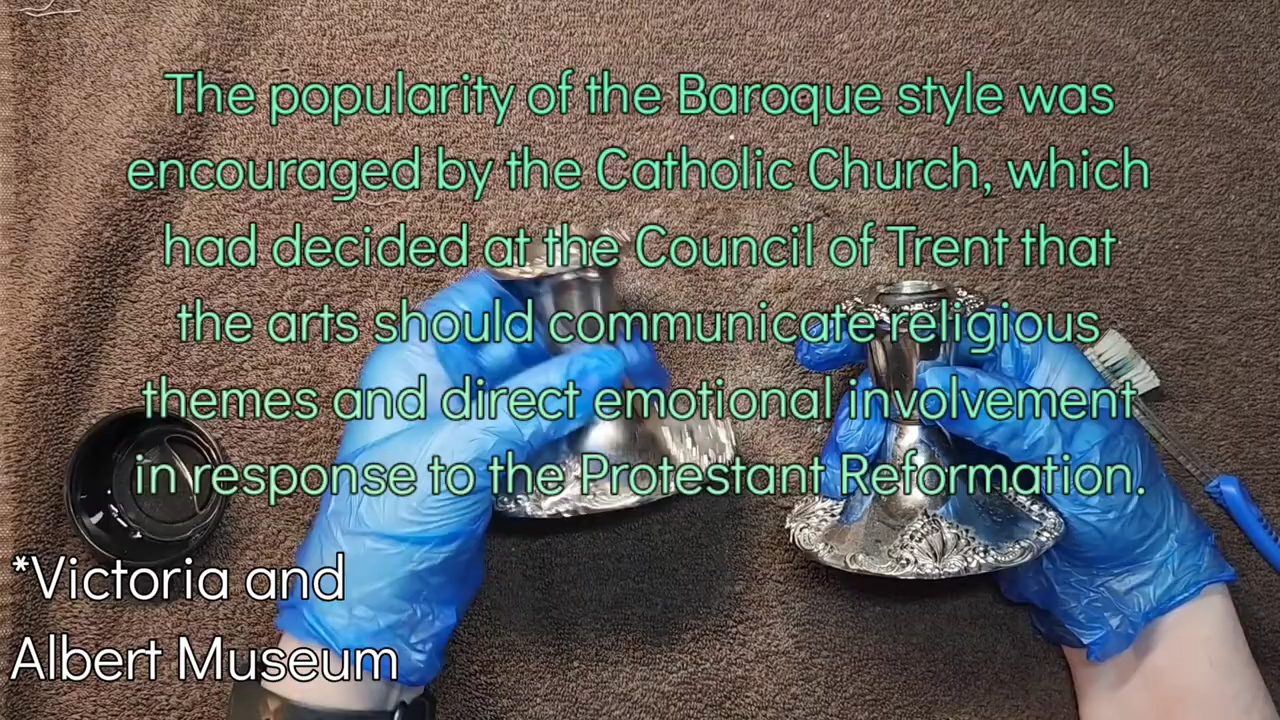 The popularity of the Baroque style was
encouraged by the Catholic Church, which
had decided at the Council of Trent that
the arts should communicate religious
themes and direct emotional involvement
in response to the Protestant Reformation.
*Victoria and
Albert Museum